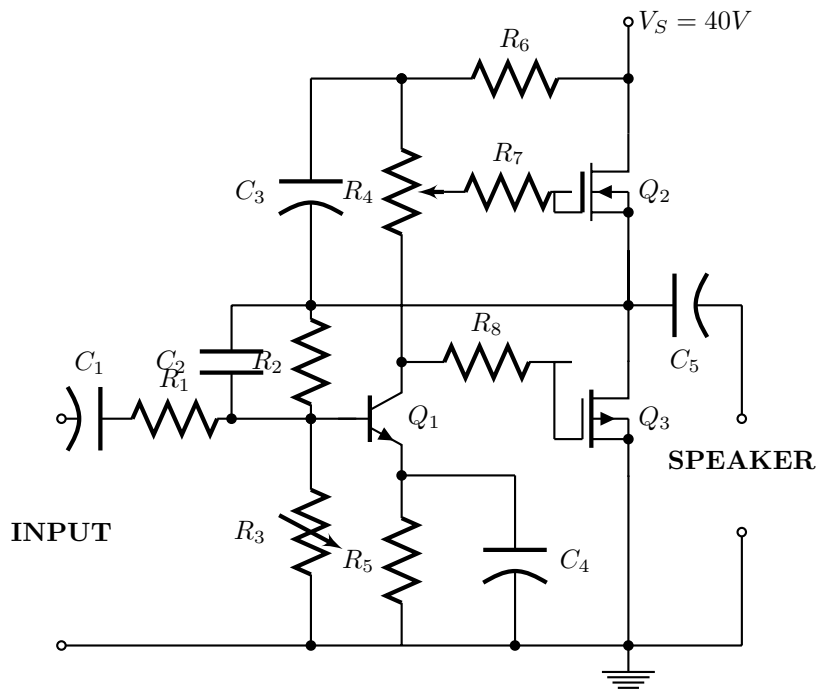 V_S = 40V
R_6
R_7
C_3
R_4
Q_2
R_8
C_1
C_2
R_2
R_1
C_5
Q_1
Q_3
SPEAKER
INPUT
R_3
R_5
C_4